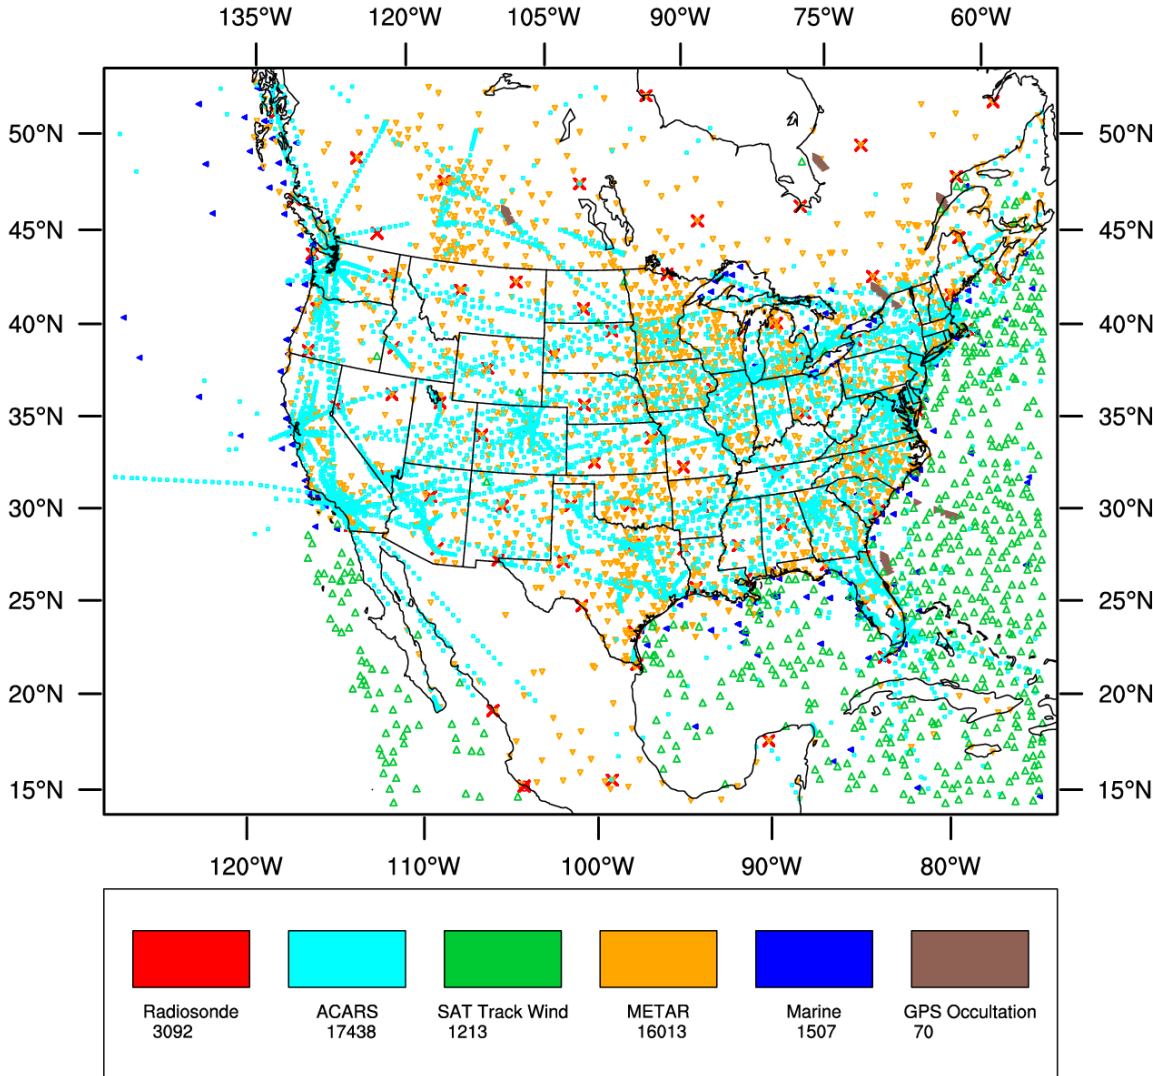 135°W 120°W 105°W 90°W 75°W 60°W
50°N 50°N
45°N 45°N
40°N 40°N
35°N 35°N
30°N 30°N
25°N 25°N
20°N 20°N
15°N 15°N
120°W 110°W 100°W 90°W 80°W
Radiosonde ACARS SAT Track Wind METAR Marine GPS Occultation
3092 17438 1213 16013 1507 70